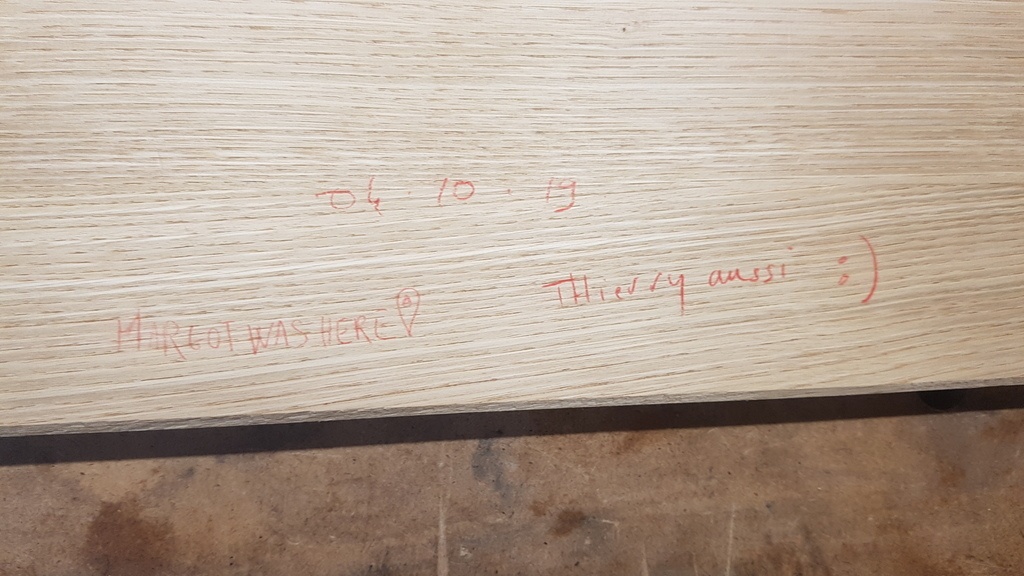 04.10.19
MARGOT WAS HERE
Thierry aussi :)